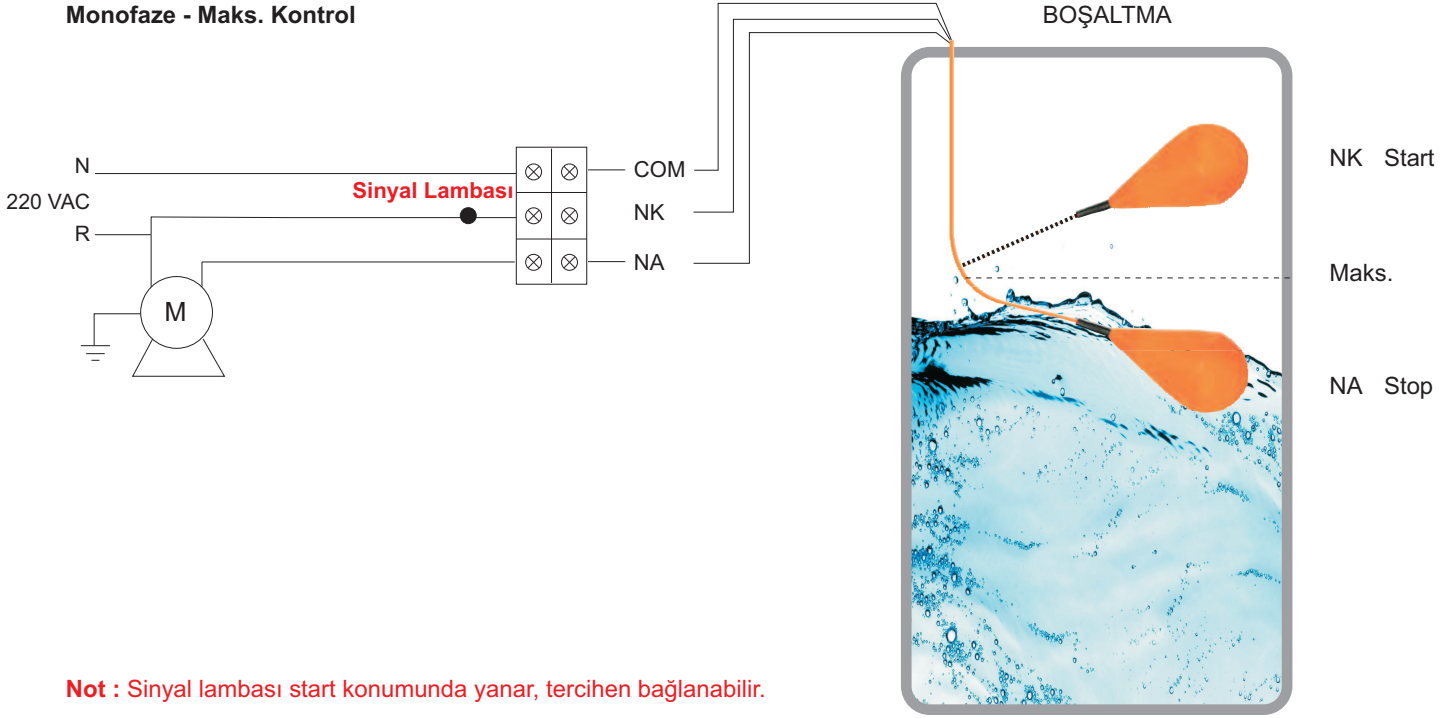 Monofaze - Maks. Kontrol
BOŞALTMA
N
220 VAC
R
Sinyal Lambası
COM
NK
NA
M
NK Start
Maks.
NA Stop
Not : Sinyal lambası start konumunda yanar, tercihen bağlanabilir.